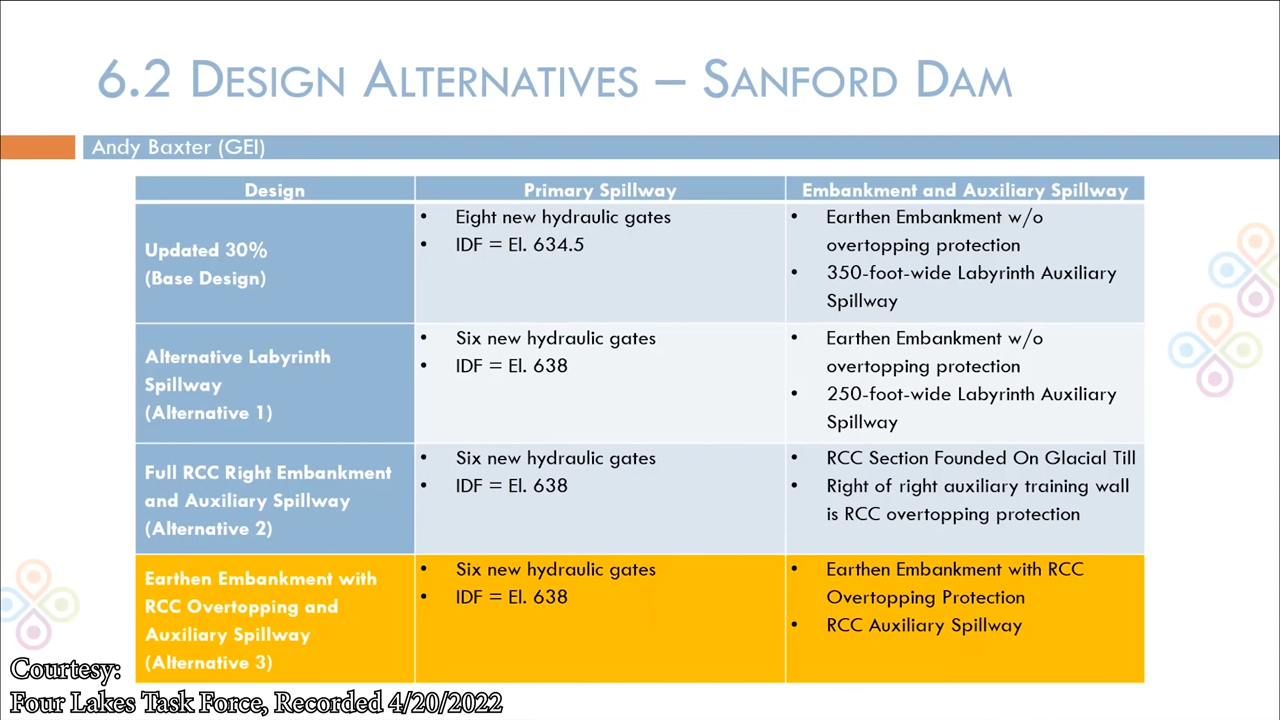 6.2 DESIGN ALTERNATIVES – SANFORD DAM
Andy Baxter (GEI)
Design
Primary Spillway
Embankment and Auxiliary Spillway
Updated 30%
(Base Design)
• Eight new hydraulic gates
• IDF = El. 634.5
• Earthen Embankment w/o
overtopping protection
• 350-foot-wide Labyrinth Auxiliary
Spillway
Alternative Labyrinth
Spillway
(Alternative 1)
• Six new hydraulic gates
• IDF = El. 638
• Earthen Embankment w/o
overtopping protection
• 250-foot-wide Labyrinth Auxiliary
Spillway
Full RCC Right Embankment
and Auxiliary Spillway
(Alternative 2)
• Six new hydraulic gates
• IDF = El. 638
• RCC Section Founded On Glacial Till
• Right of right auxiliary training wall
is RCC overtopping protection
Earthen Embankment with
RCC Overtopping and
Auxiliary Spillway
(Alternative 3)
• Six new hydraulic gates
• IDF = El. 638
• Earthen Embankment with RCC
Overtopping Protection
• RCC Auxiliary Spillway
Courtesy:
Four Lakes Task Force, Recorded 4/20/2022